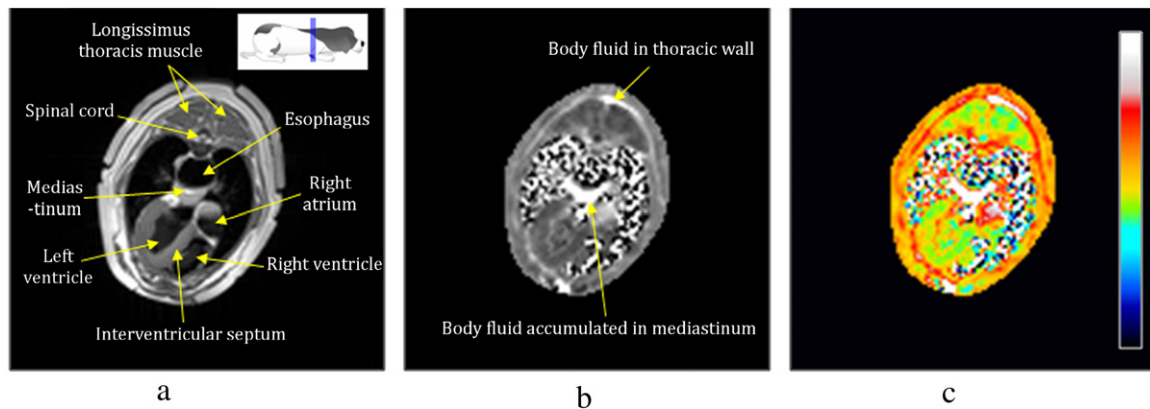 Longissimus
thoracis muscle
Spinal cord
Esophagus
Medias
-tinum
Right
atrium
Left
ventricle
Right ventricle
Interventricular septum
Body fluid in thoracic wall
Body fluid accumulated in mediastinum
a
b
c